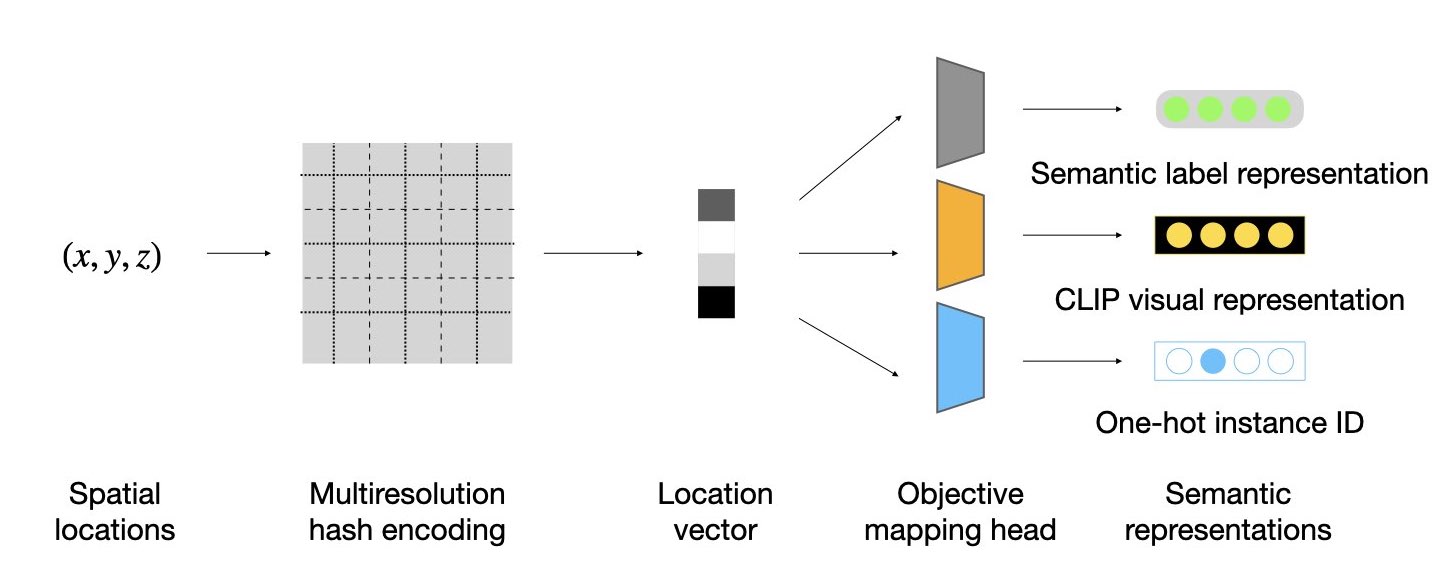 (x, y, z)
Semantic label representation
CLIP visual representation
One-hot instance ID
Spatial
locations
Multiresolution
hash encoding
Location
vector
Objective
mapping head
Semantic
representations